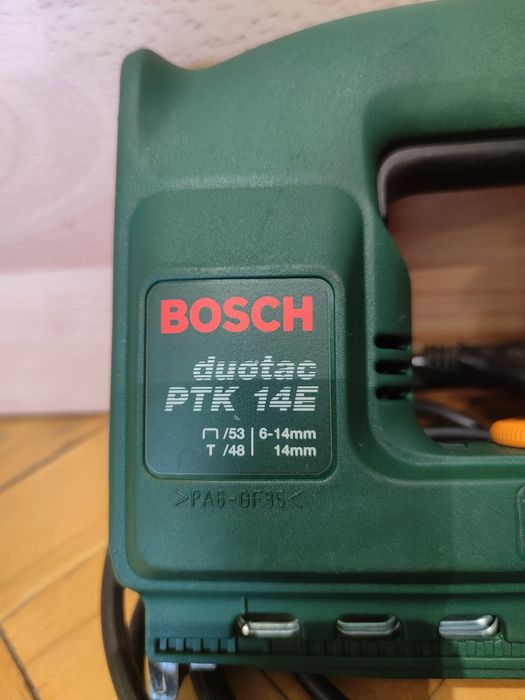 BOSCH
duotac
PTK 14E
⊓ /53 | 6-14mm
T /48 | 14mm
>PA6-GF35<